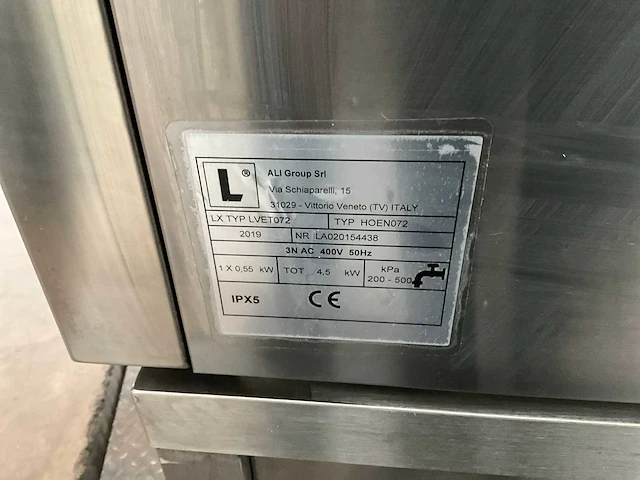 L ®
ALI Group Srl
Via Schiaparelli, 15
31029 - Vittorio Veneto (TV) ITALY
LX TYP LVET072 TYP HOEN072
2019 NR LA020154438
3N AC 400V 50Hz
1 X 0,55 kW TOT 4,5 kW kPa
200 - 500
IPX5 CE